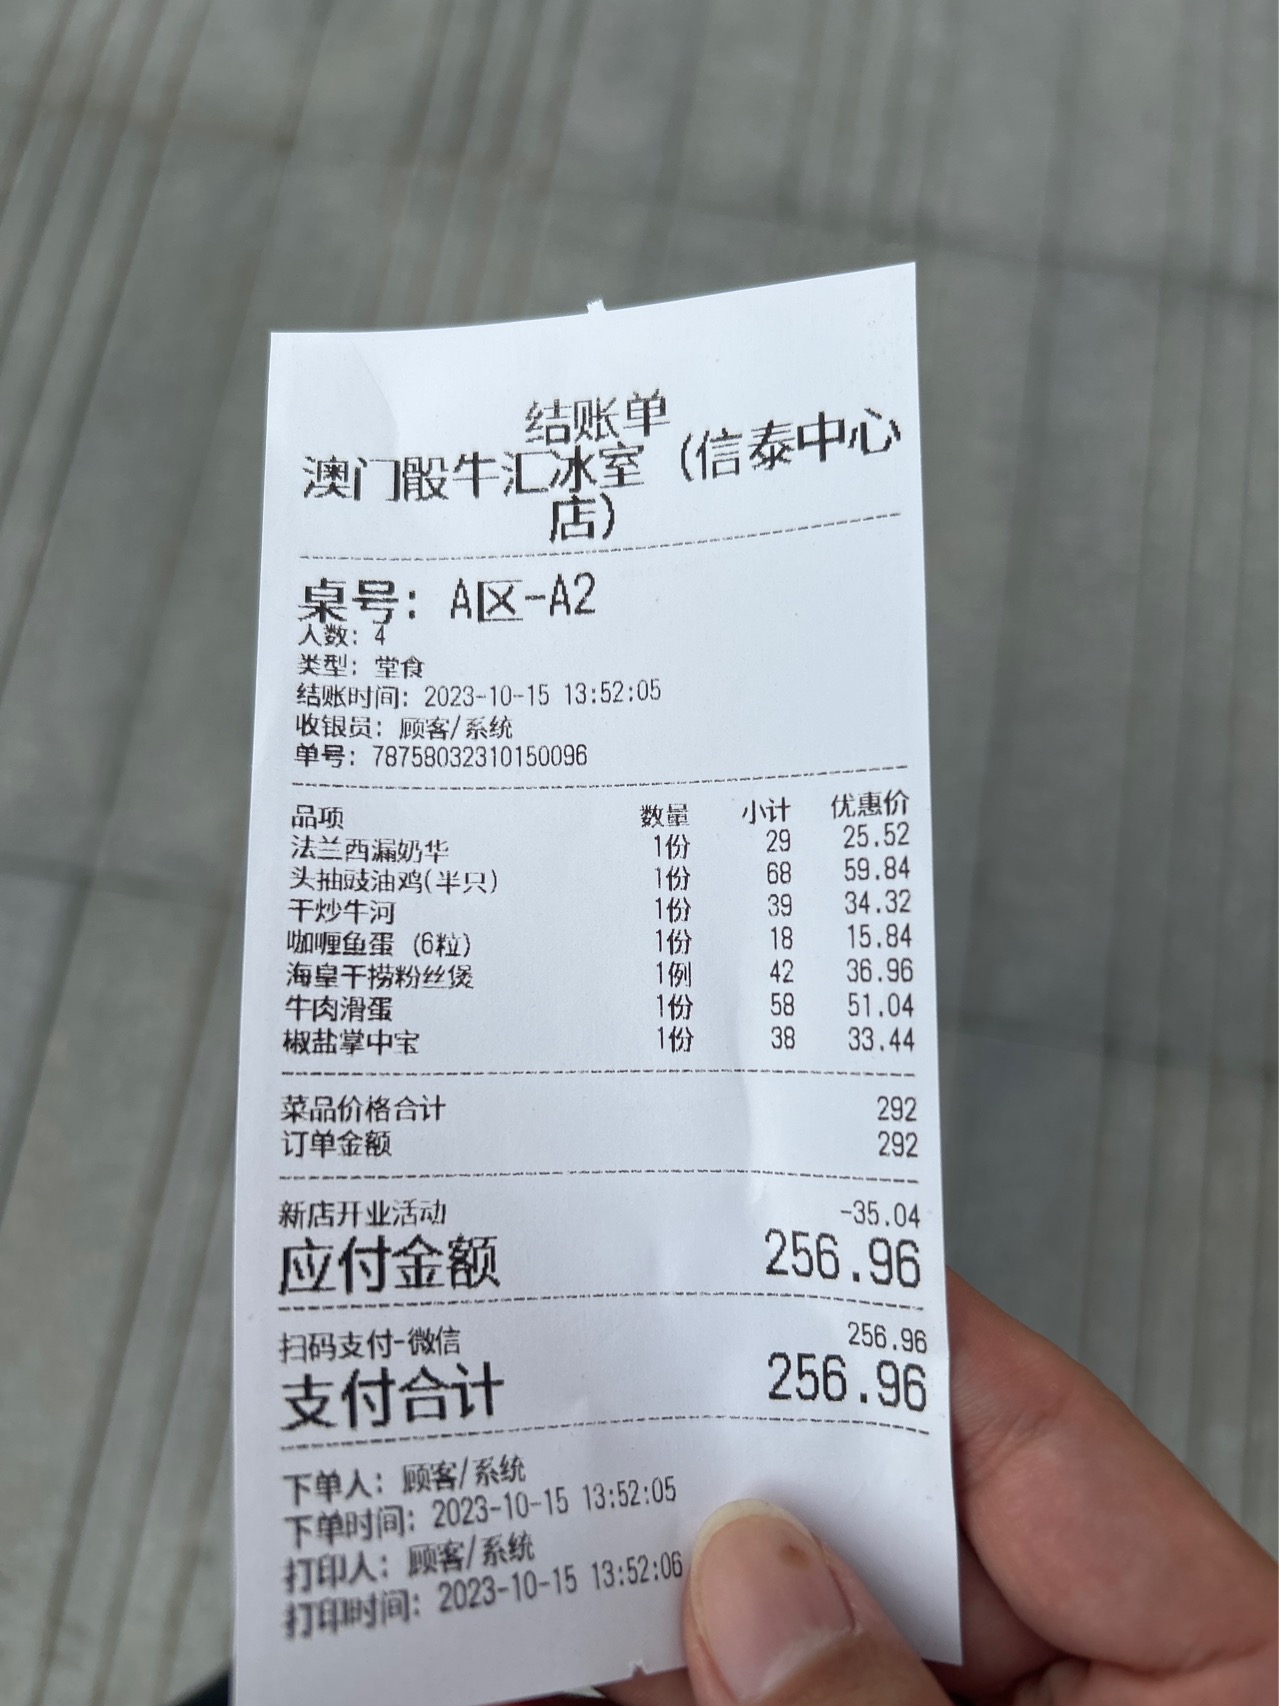 结账单
澳门骰牛汇冰室（信泰中心
店）
桌号：A区-A2
人数：4
类型：堂食
结账时间：2023-10-15 13:52:05
收银员：顾客/系统
单号：78758032310150096
品项 数量 小计 优惠价
法兰西漏奶华 1份 29 25.52
头抽豉油鸡(半只) 1份 68 59.84
干炒牛河 1份 39 34.32
咖喱鱼蛋 (6粒) 1份 18 15.84
海皇干捞粉丝煲 1例 42 36.96
牛肉滑蛋 1份 58 51.04
椒盐掌中宝 1份 38 33.44
菜品价格合计 292
订单金额 292
新店开业活动 -35.04
应付金额 256.96
扫码支付-微信 256.96
支付合计 256.96
下单人：顾客/系统
下单时间：2023-10-15 13:52:05
打印人：顾客/系统
打印时间：2023-10-15 13:52:06